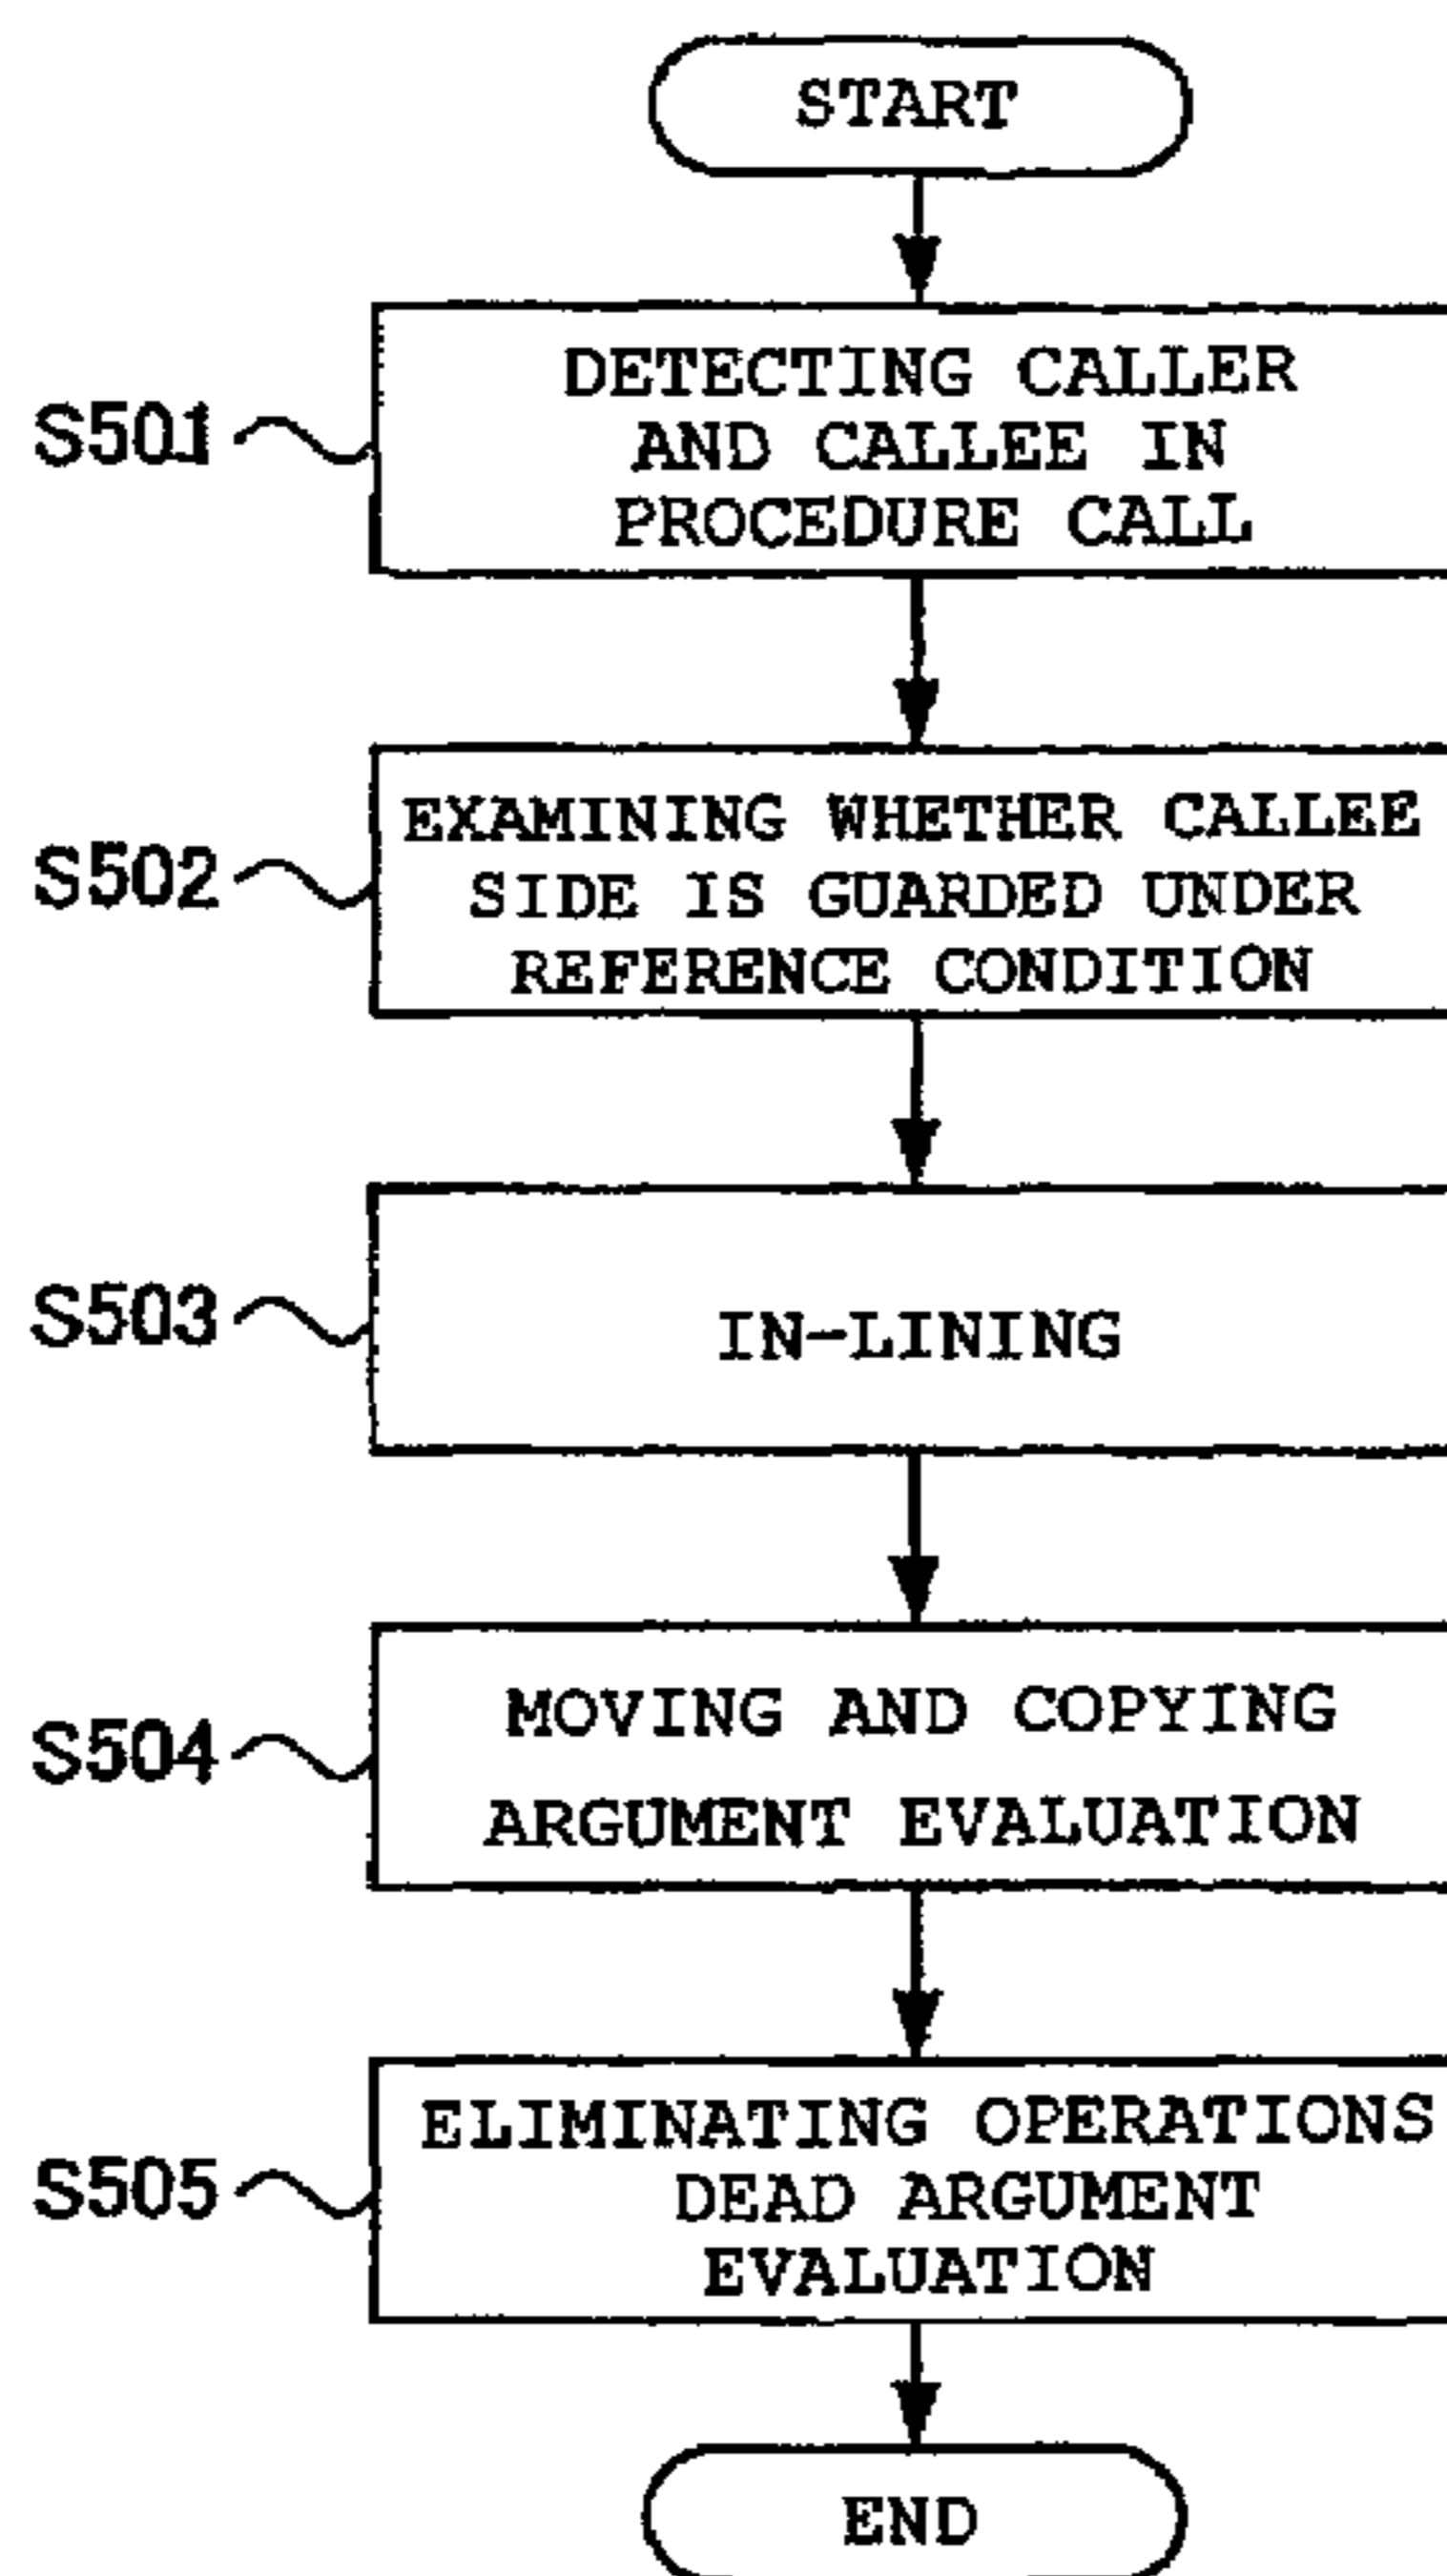 START
S501
DETECTING CALLER
AND CALLEE IN
PROCEDURE CALL
S502
EXAMINING WHETHER CALLEE
SIDE IS GUARDED UNDER
REFERENCE CONDITION
S503
IN-LINING
S504
MOVING AND COPYING
ARGUMENT EVALUATION
S505
ELIMINATING OPERATIONS
DEAD ARGUMENT
EVALUATION
END